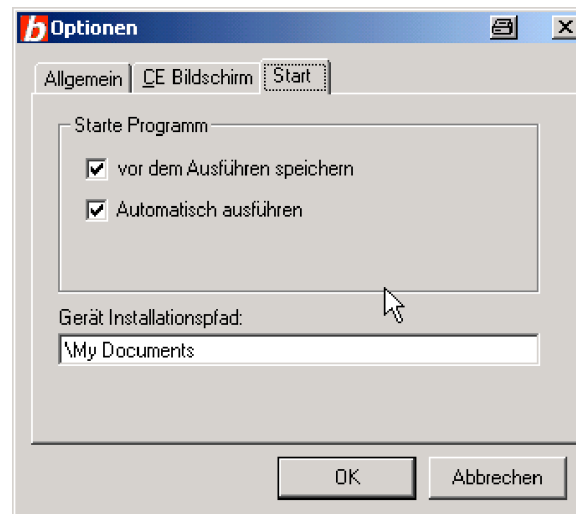 b Optionen
Allgemein CE Bildschirm Start
Starte Programm
vor dem Ausführen speichern
Automatisch ausführen
Gerät Installationspfad:
\My Documents
OK Abbrechen